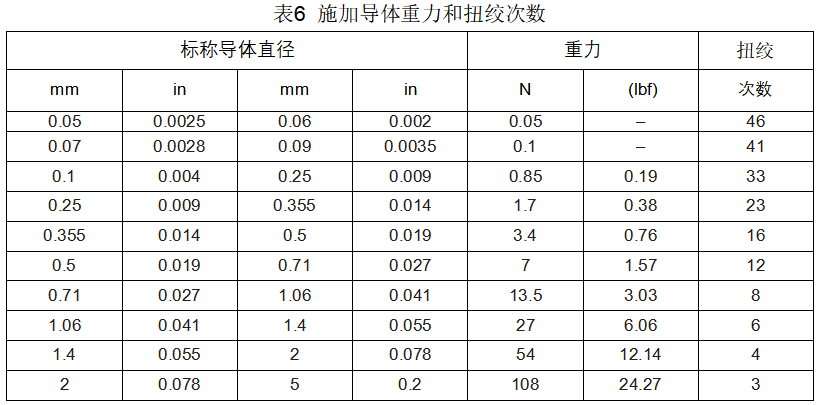 表6 施加导体重力和扭绞次数
标称导体直径 重力 扭绞
mm in mm in N (lbf) 次数
0.05 0.0025 0.06 0.002 0.05 – 46
0.07 0.0028 0.09 0.0035 0.1 – 41
0.1 0.004 0.25 0.009 0.85 0.19 33
0.25 0.009 0.355 0.014 1.7 0.38 23
0.355 0.014 0.5 0.019 3.4 0.76 16
0.5 0.019 0.71 0.027 7 1.57 12
0.71 0.027 1.06 0.041 13.5 3.03 8
1.06 0.041 1.4 0.055 27 6.06 6
1.4 0.055 2 0.078 54 12.14 4
2 0.078 5 0.2 108 24.27 3